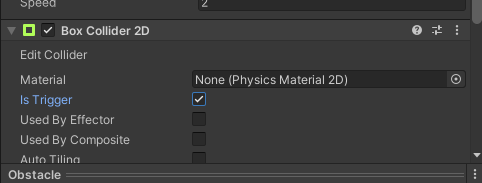 Speed 2
Box Collider 2D
Edit Collider
Material None (Physics Material 2D)
Is Trigger
Used By Effector
Used By Composite
Auto Tiling
Obstacle